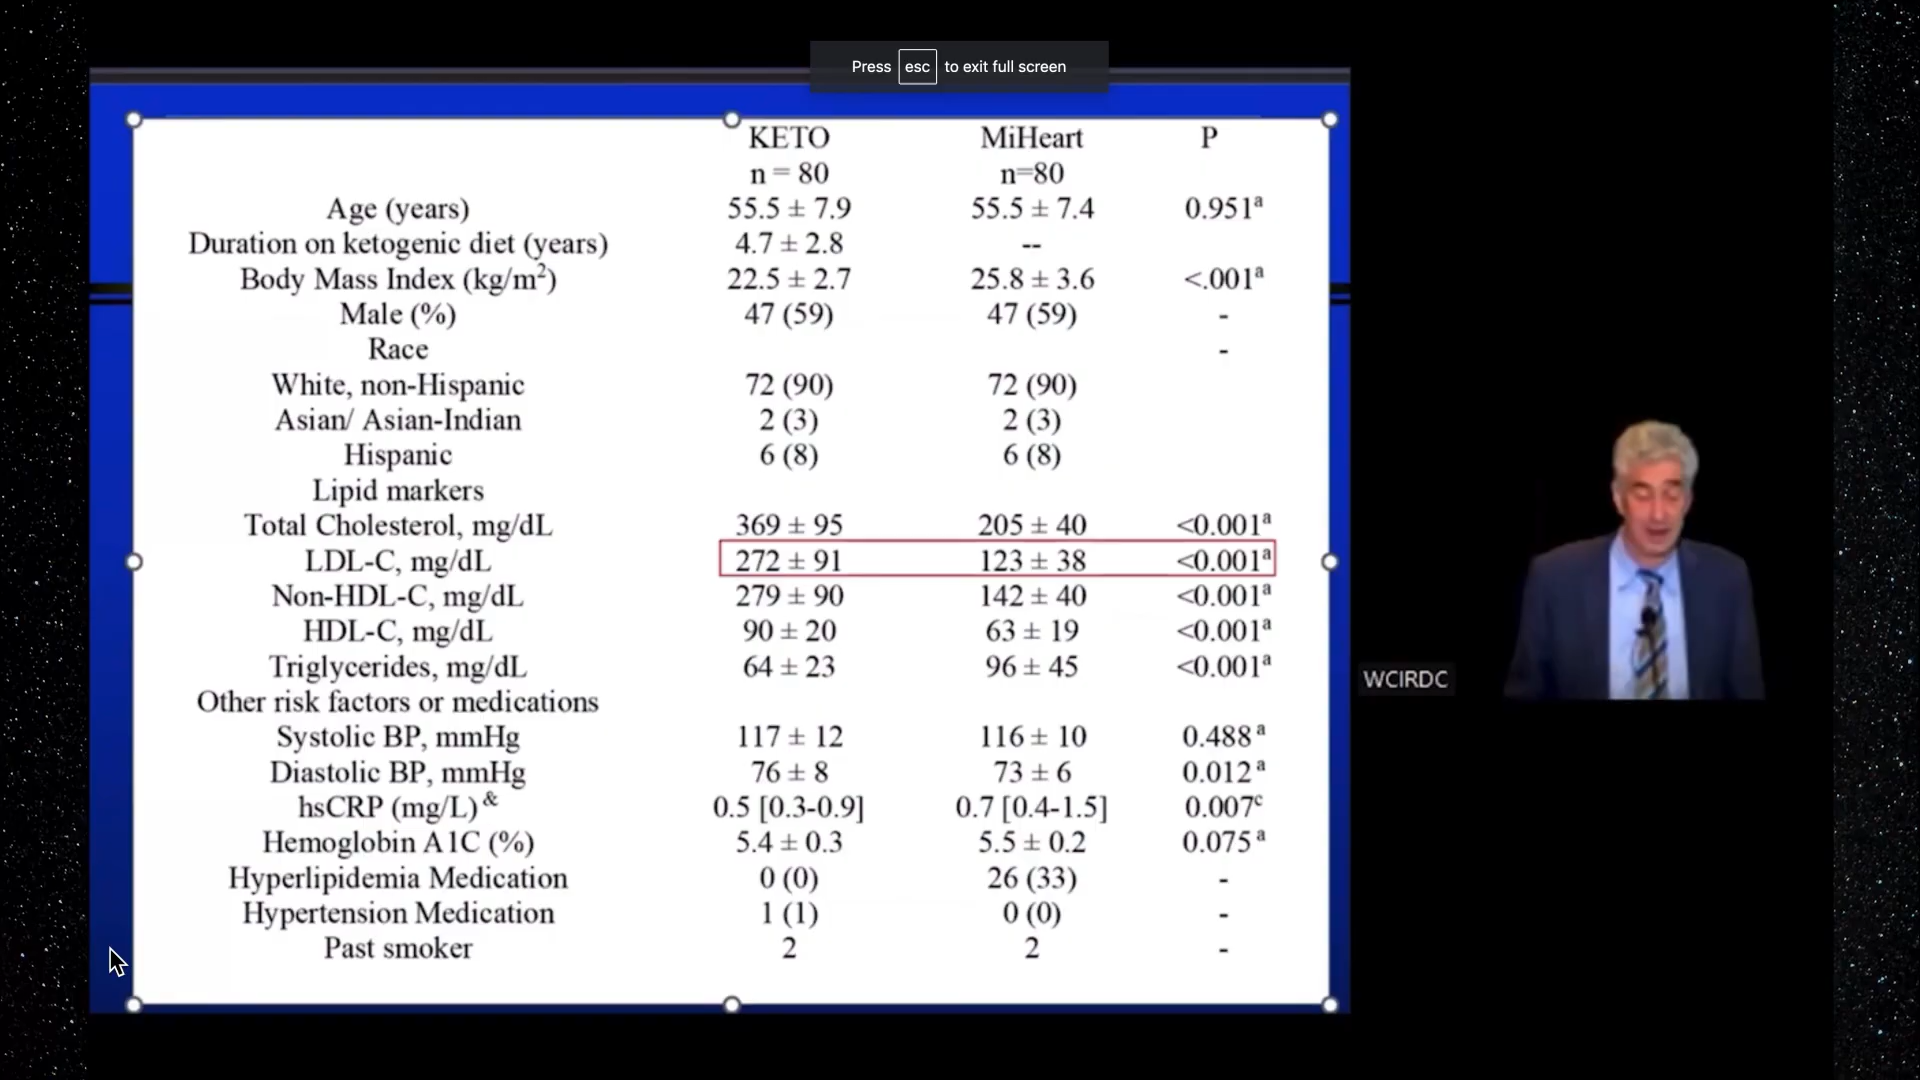 Press esc to exit full screen
KETO MiHeart P
n = 80 n=80
Age (years) 55.5 ± 7.9 55.5 ± 7.4 0.951ᵃ
Duration on ketogenic diet (years) 4.7 ± 2.8 --
Body Mass Index (kg/m²) 22.5 ± 2.7 25.8 ± 3.6 <.001ᵃ
Male (%) 47 (59) 47 (59) -
Race -
White, non-Hispanic 72 (90) 72 (90)
Asian/ Asian-Indian 2 (3) 2 (3)
Hispanic 6 (8) 6 (8)
Lipid markers
Total Cholesterol, mg/dL 369 ± 95 205 ± 40 <0.001ᵃ
LDL-C, mg/dL 272 ± 91 123 ± 38 <0.001ᵃ
Non-HDL-C, mg/dL 279 ± 90 142 ± 40 <0.001ᵃ
HDL-C, mg/dL 90 ± 20 63 ± 19 <0.001ᵃ
Triglycerides, mg/dL 64 ± 23 96 ± 45 <0.001ᵃ
Other risk factors or medications
Systolic BP, mmHg 117 ± 12 116 ± 10 0.488 ᵃ
Diastolic BP, mmHg 76 ± 8 73 ± 6 0.012 ᵃ
hsCRP (mg/L) & 0.5 [0.3-0.9] 0.7 [0.4-1.5] 0.007ᶜ
Hemoglobin A1C (%) 5.4 ± 0.3 5.5 ± 0.2 0.075 ᵃ
Hyperlipidemia Medication 0 (0) 26 (33) -
Hypertension Medication 1 (1) 0 (0) -
Past smoker 2 2 -
WCIRDC